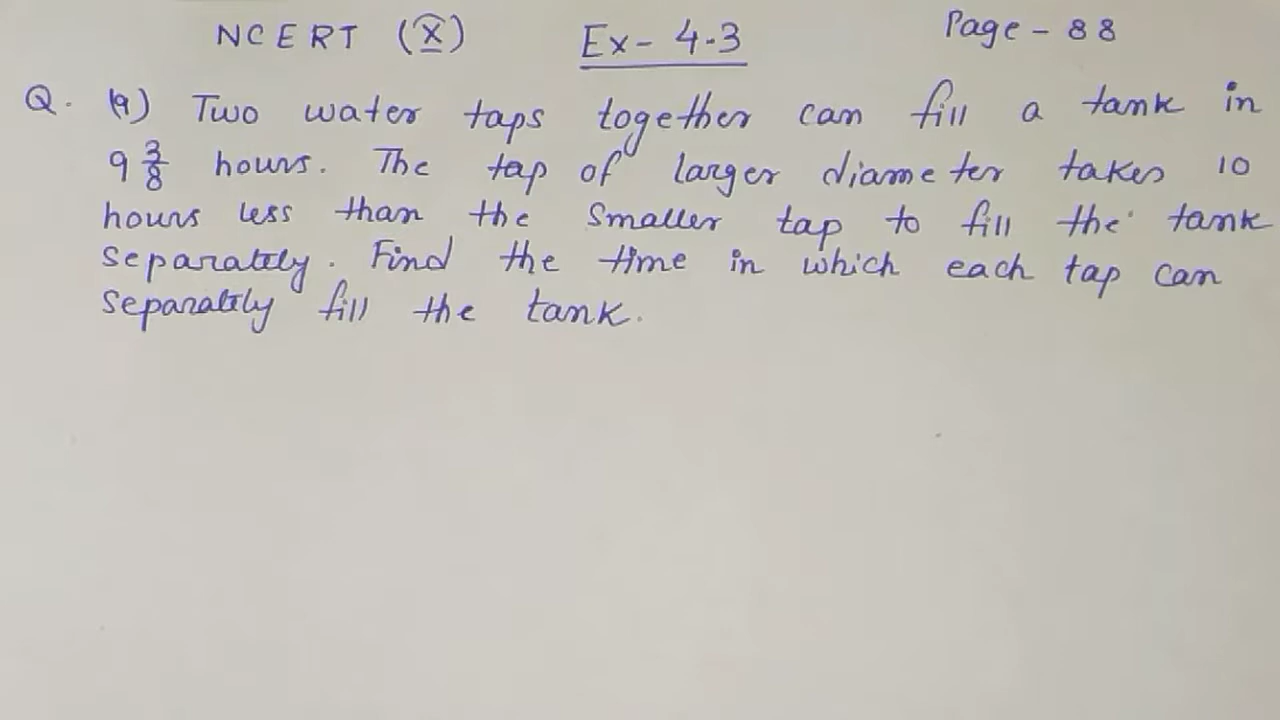 NCERT (X) Ex- 4.3 Page - 88
Q. (9) Two water taps together can fill a tank in
9 3/8 hours. The tap of larger diameter takes 10
hours less than the smaller tap to fill the tank
separately. Find the time in which each tap can
separately fill the tank.